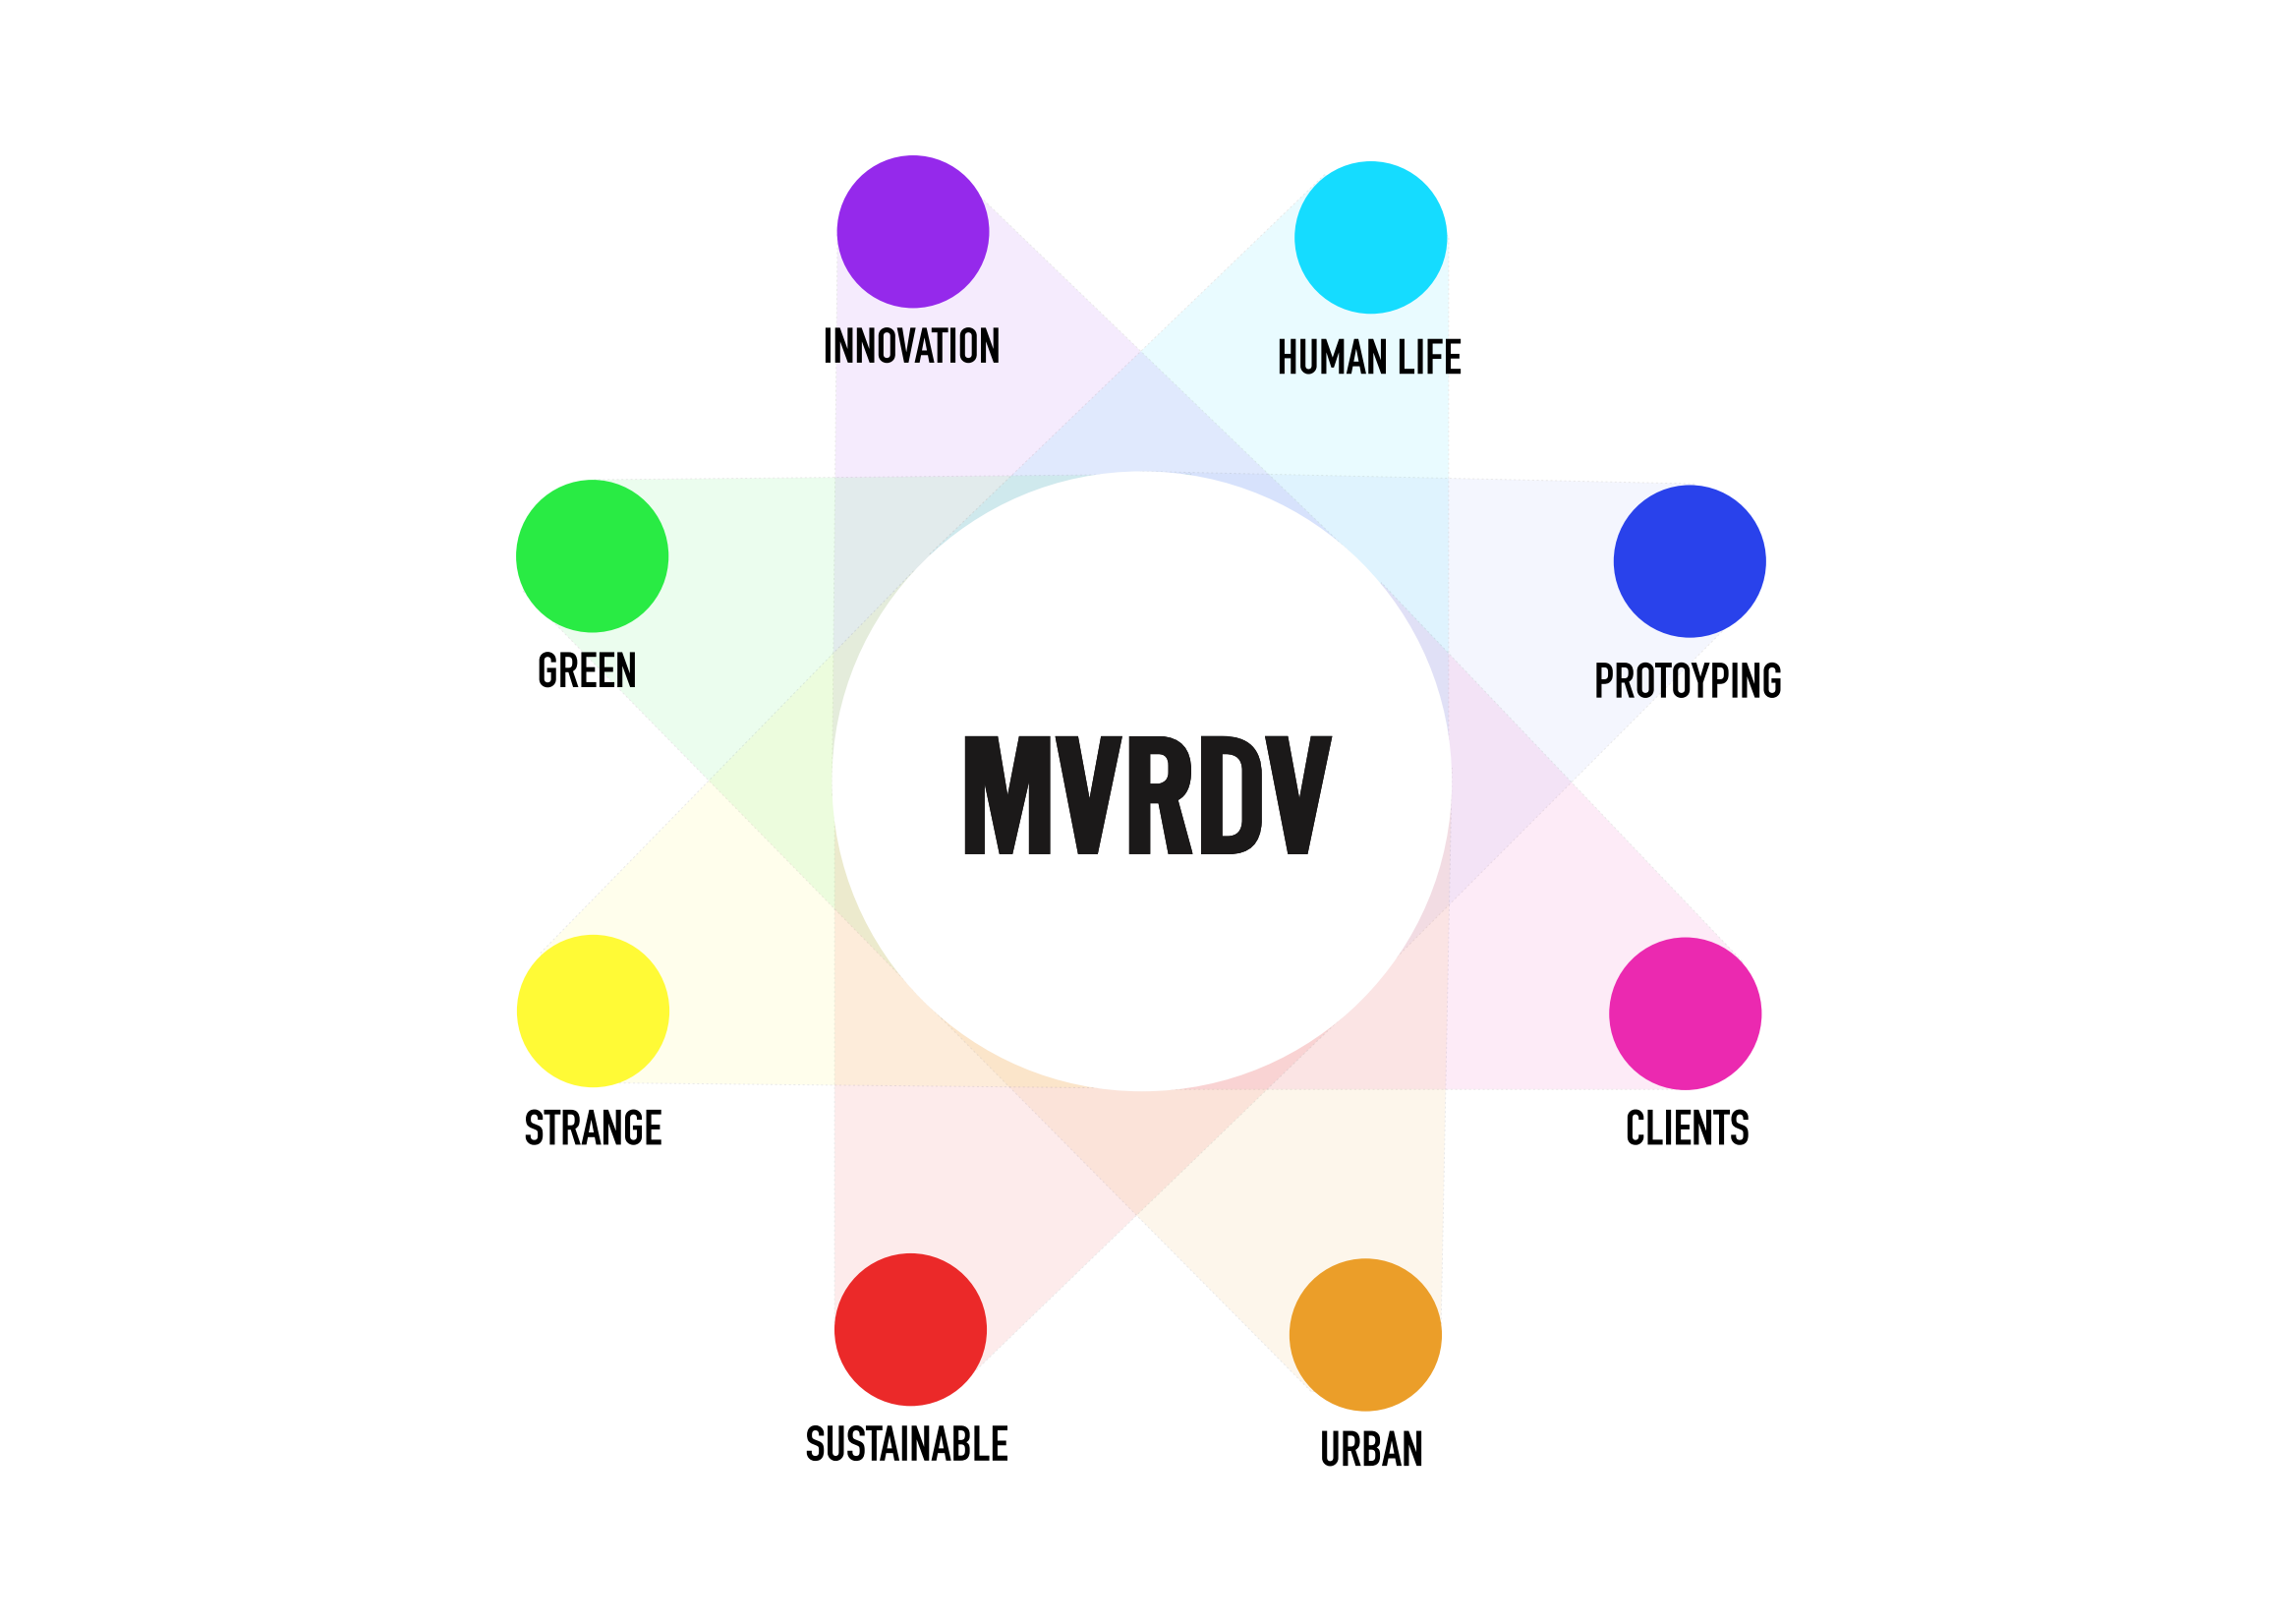 INNOVATION
HUMAN LIFE
GREEN
PROTOYPING
MVRDV
STRANGE
CLIENTS
SUSTAINABLE
URBAN